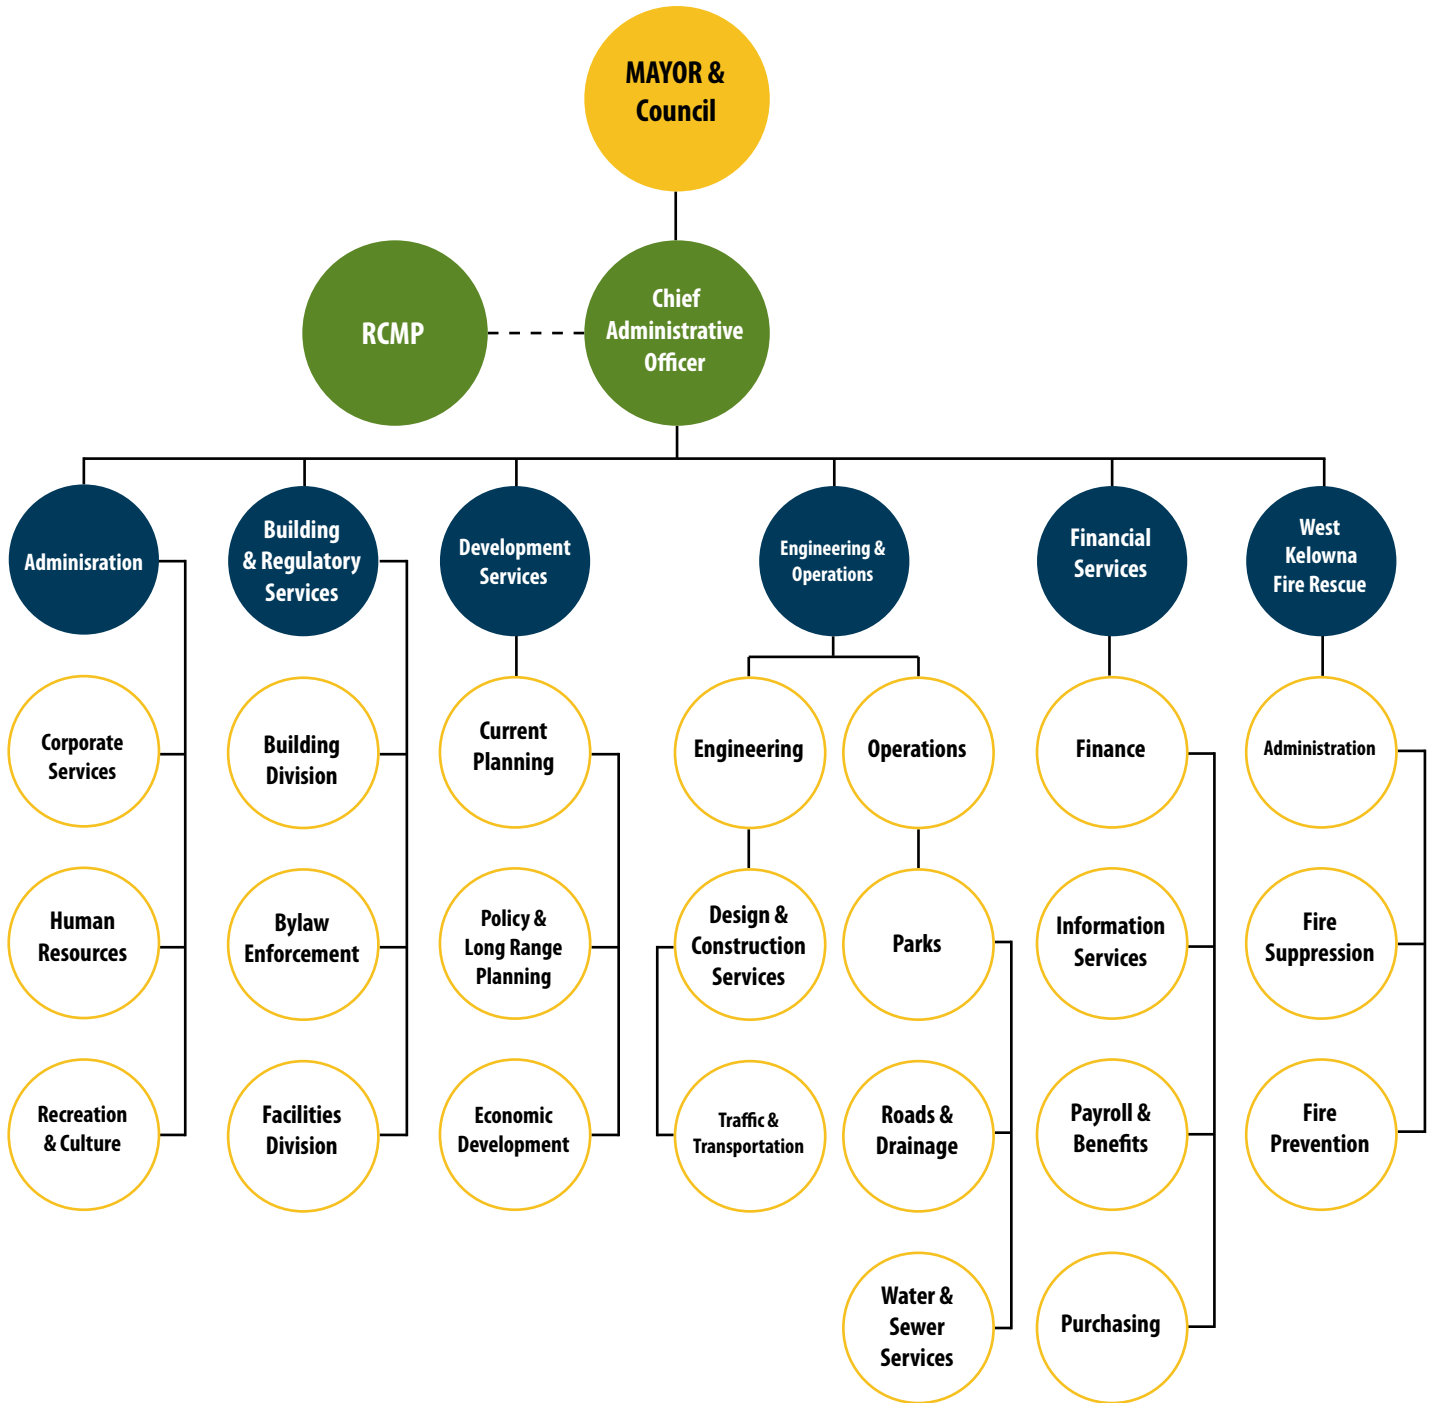 MAYOR &
Council
RCMP
Chief
Administrative
Officer
Adminisration
Building
& Regulatory
Services
Development
Services
Engineering &
Operations
Financial
Services
West
Kelowna
Fire Rescue
Corporate
Services
Building
Division
Current
Planning
Engineering
Operations
Finance
Administration
Human
Resources
Bylaw
Enforcement
Policy &
Long Range
Planning
Design &
Construction
Services
Parks
Information
Services
Fire
Suppression
Recreation
& Culture
Facilities
Division
Economic
Development
Traffic &
Transportation
Roads &
Drainage
Payroll &
Benefits
Fire
Prevention
Water &
Sewer
Services
Purchasing